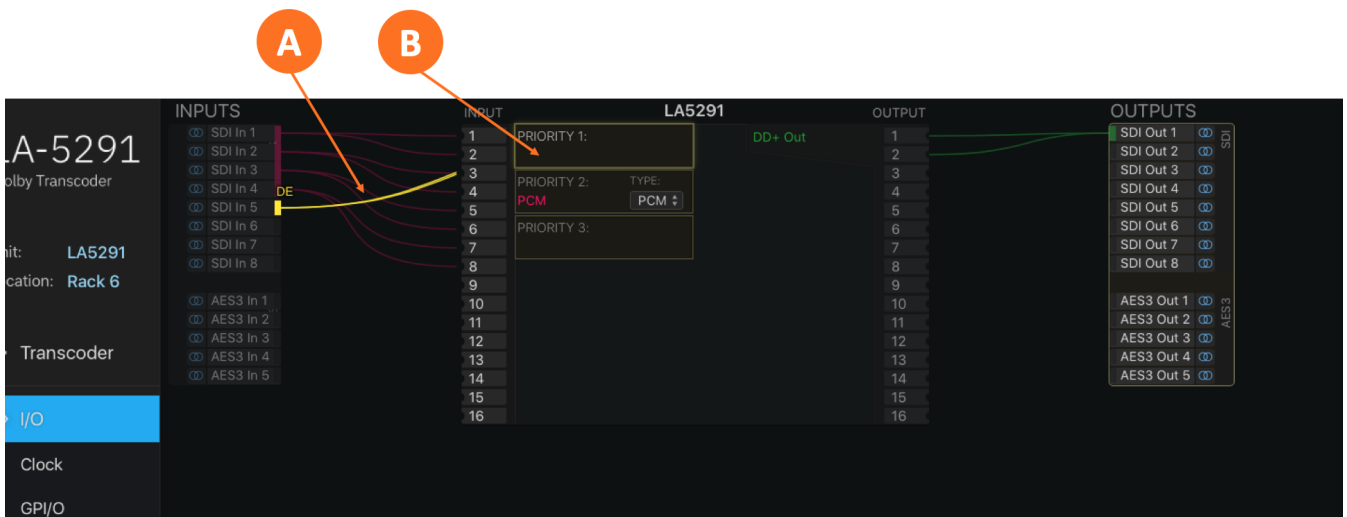 A
B
INPUTS
INPUT
LA5291
OUTPUT
OUTPUTS
.A-5291
olby Transcoder
nit: LA5291
cation: Rack 6
Transcoder
I/O
Clock
GPI/O
SDI In 1
SDI In 2
SDI In 3
SDI In 4
SDI In 5
SDI In 6
SDI In 7
SDI In 8
AES3 In 1
AES3 In 2
AES3 In 3
AES3 In 4
AES3 In 5
DE
1
2
3
4
5
6
7
8
9
10
11
12
13
14
15
16
PRIORITY 1:
PRIORITY 2: TYPE:
PCM PCM
PRIORITY 3:
DD+ Out
1
2
3
4
5
6
7
8
9
10
11
12
13
14
15
16
SDI Out 1
SDI Out 2
SDI Out 3
SDI Out 4
SDI Out 5
SDI Out 6
SDI Out 7
SDI Out 8
SDI
AES3 Out 1
AES3 Out 2
AES3 Out 3
AES3 Out 4
AES3 Out 5
AES3